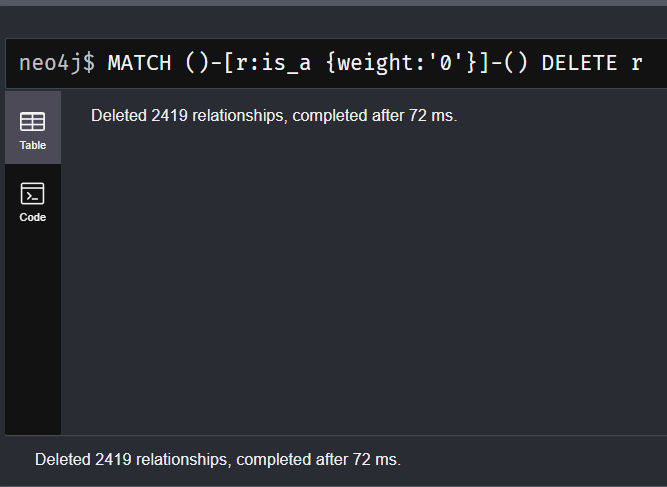 neo4j$ MATCH ()-[r:is_a {weight:'0'}]-() DELETE r
Deleted 2419 relationships, completed after 72 ms.
Table
Code
Deleted 2419 relationships, completed after 72 ms.